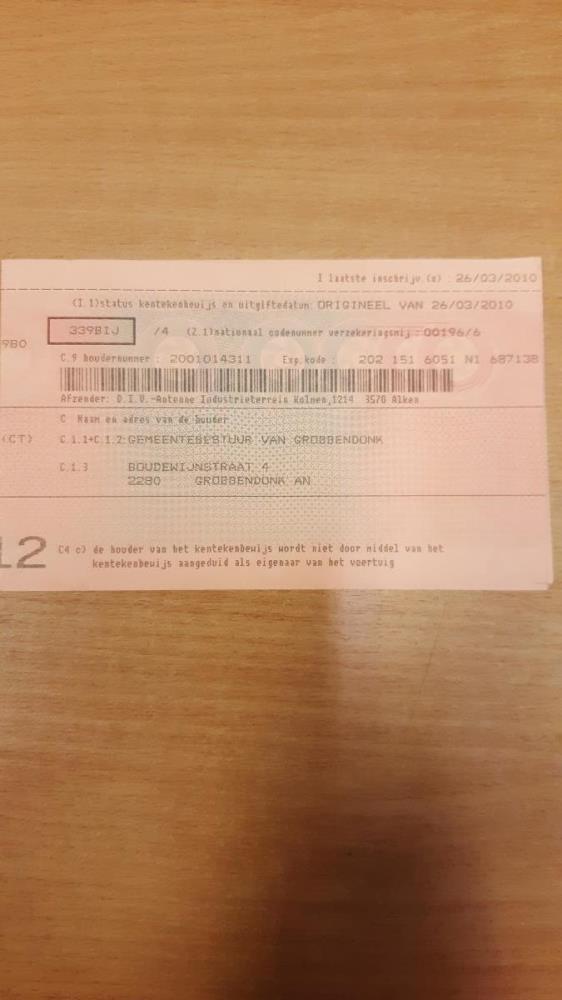 I laatste inschrijv.(s) : 26/03/2010
(I.1)status kentekenbewijs en uitgiftedatum: ORIGINEEL VAN 26/03/2010
339BIJ /4 (Z.1)nationaal codenummer verzekeringsmij : 00196/6
9BO
C.9 houdernummer : 2001014311 Exp.kode : 202 151 6051 N1 687138
Afzender: D.I.V.-Antenne Industrieterrein Kolmen,1214 3570 Alken
C Naam en adres van de houder
(CT) C.1.1+C.1.2:GEMEENTEBESTUUR VAN GROBBENDONK
C.1.3 BOUDEWIJNSTRAAT 4
2280 GROBBENDONK AN
12 C4 c) de houder van het kentekenbewijs wordt niet door middel van het
kentekenbewijs aangeduid als eigenaar van het voertuig